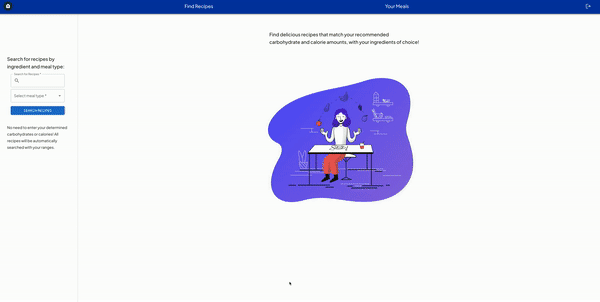 Find Recipes
Your Meals
Find delicious recipes that match your recommended
carbohydrate and calorie amounts, with your ingredients of choice!
Search for recipes by
ingredient and meal type:
Search for Recipes *
Select meal type *
SEARCH RECIPES
No need to enter your determined
carbohydrates or calories! All
recipes will be automatically
searched with your ranges.